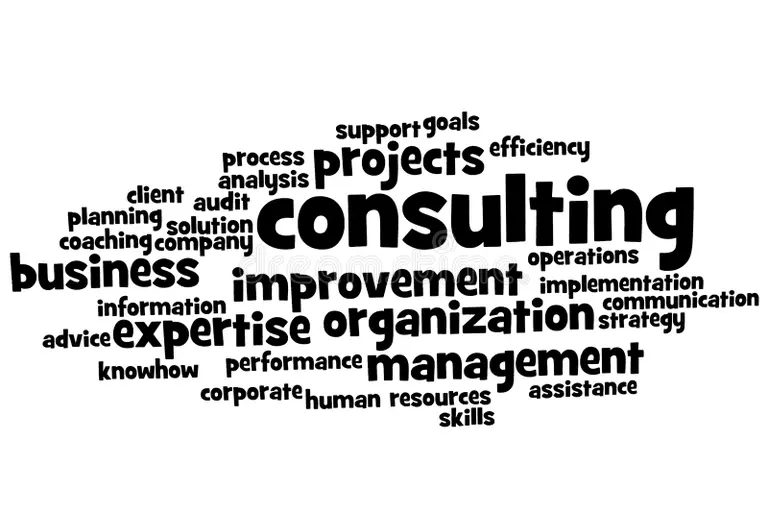 support goals
process projects efficiency
analysis
client audit consulting
planning solution
coaching company
business improvement operations
implementation
information communication
advice expertise organization strategy
knowhow performance management
corporate human resources assistance
skills
dreamstime